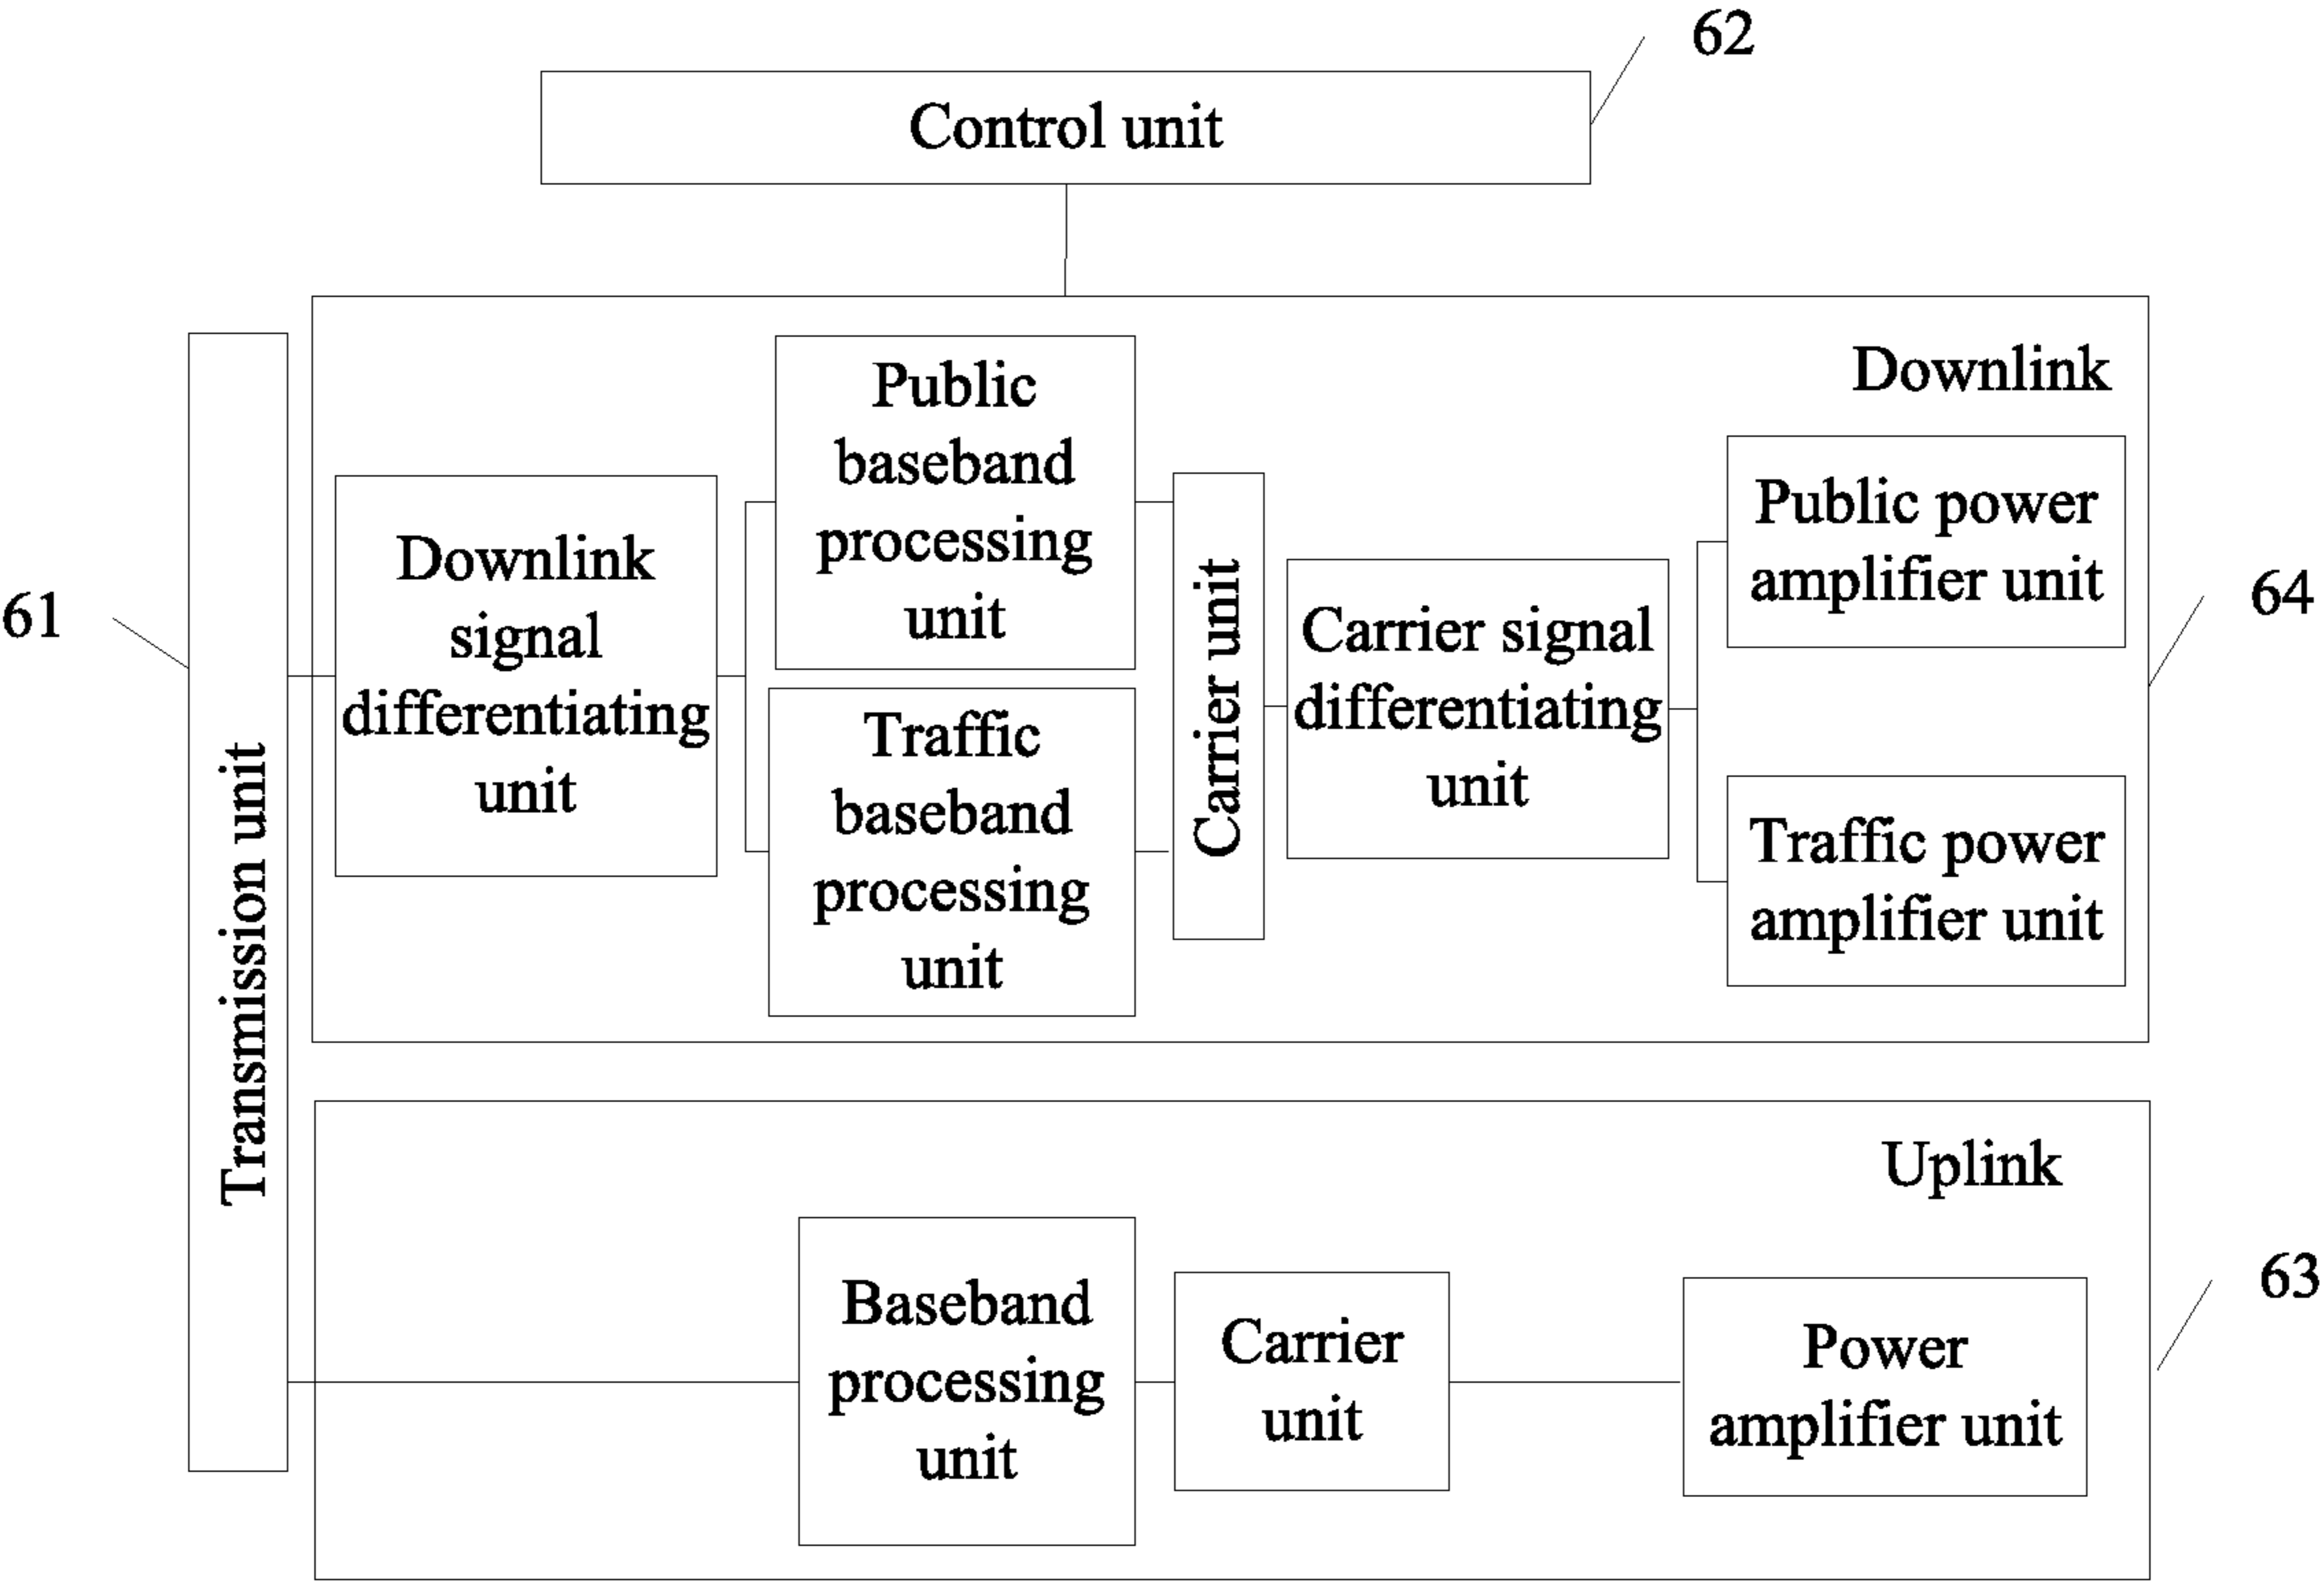 62
Control unit
Downlink
61
Transmission unit
Downlink
signal
differentiating
unit
Public
baseband
processing
unit
Traffic
baseband
processing
unit
Carrier unit
Carrier signal
differentiating
unit
Public power
amplifier unit
Traffic power
amplifier unit
64
Uplink
Baseband
processing
unit
Carrier
unit
Power
amplifier unit
63